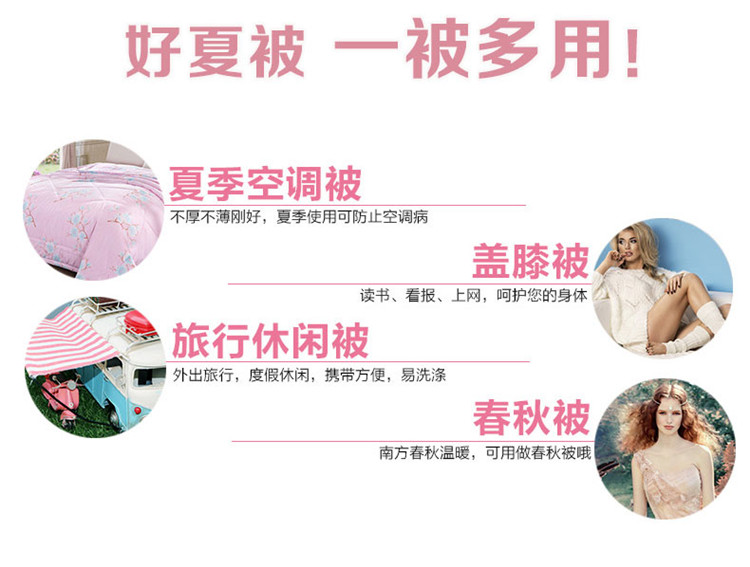 好夏被 一被多用!
夏季空调被
不厚不薄刚好，夏季使用可防止空调病
盖膝被
读书、看报、上网，呵护您的身体
旅行休闲被
外出旅行，度假休闲，携带方便，易洗涤
春秋被
南方春秋温暖，可用做春秋被哦